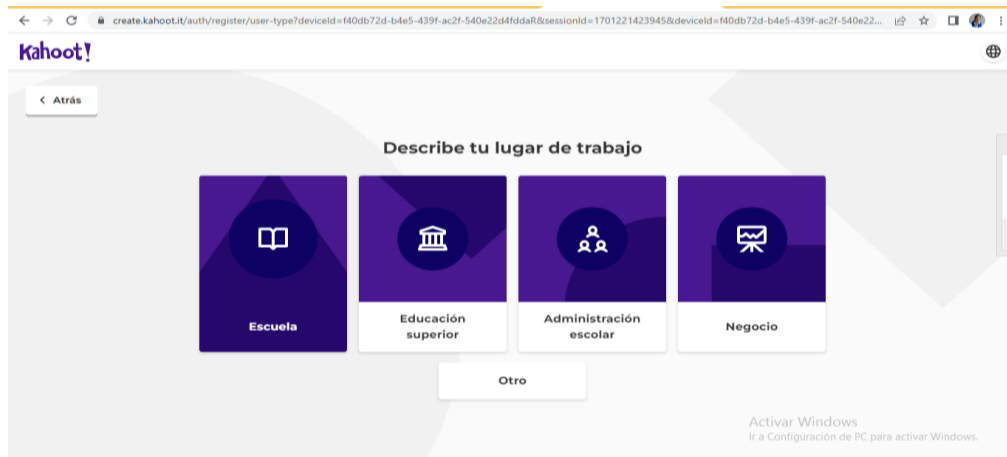 create.kahoot.it/auth/register/user-type?deviceId=f40db72d-b4e5-439f-ac2f-540e22d4fddaR&sessionId=1701221423945&deviceId=f40db72d-b4e5-439f-ac2f-540e22...
Kahoot!
Atrás
Describe tu lugar de trabajo
Escuela
Educación
superior
Administración
escolar
Negocio
Otro
Activar Windows
Ir a Configuración de PC para activar Windows.